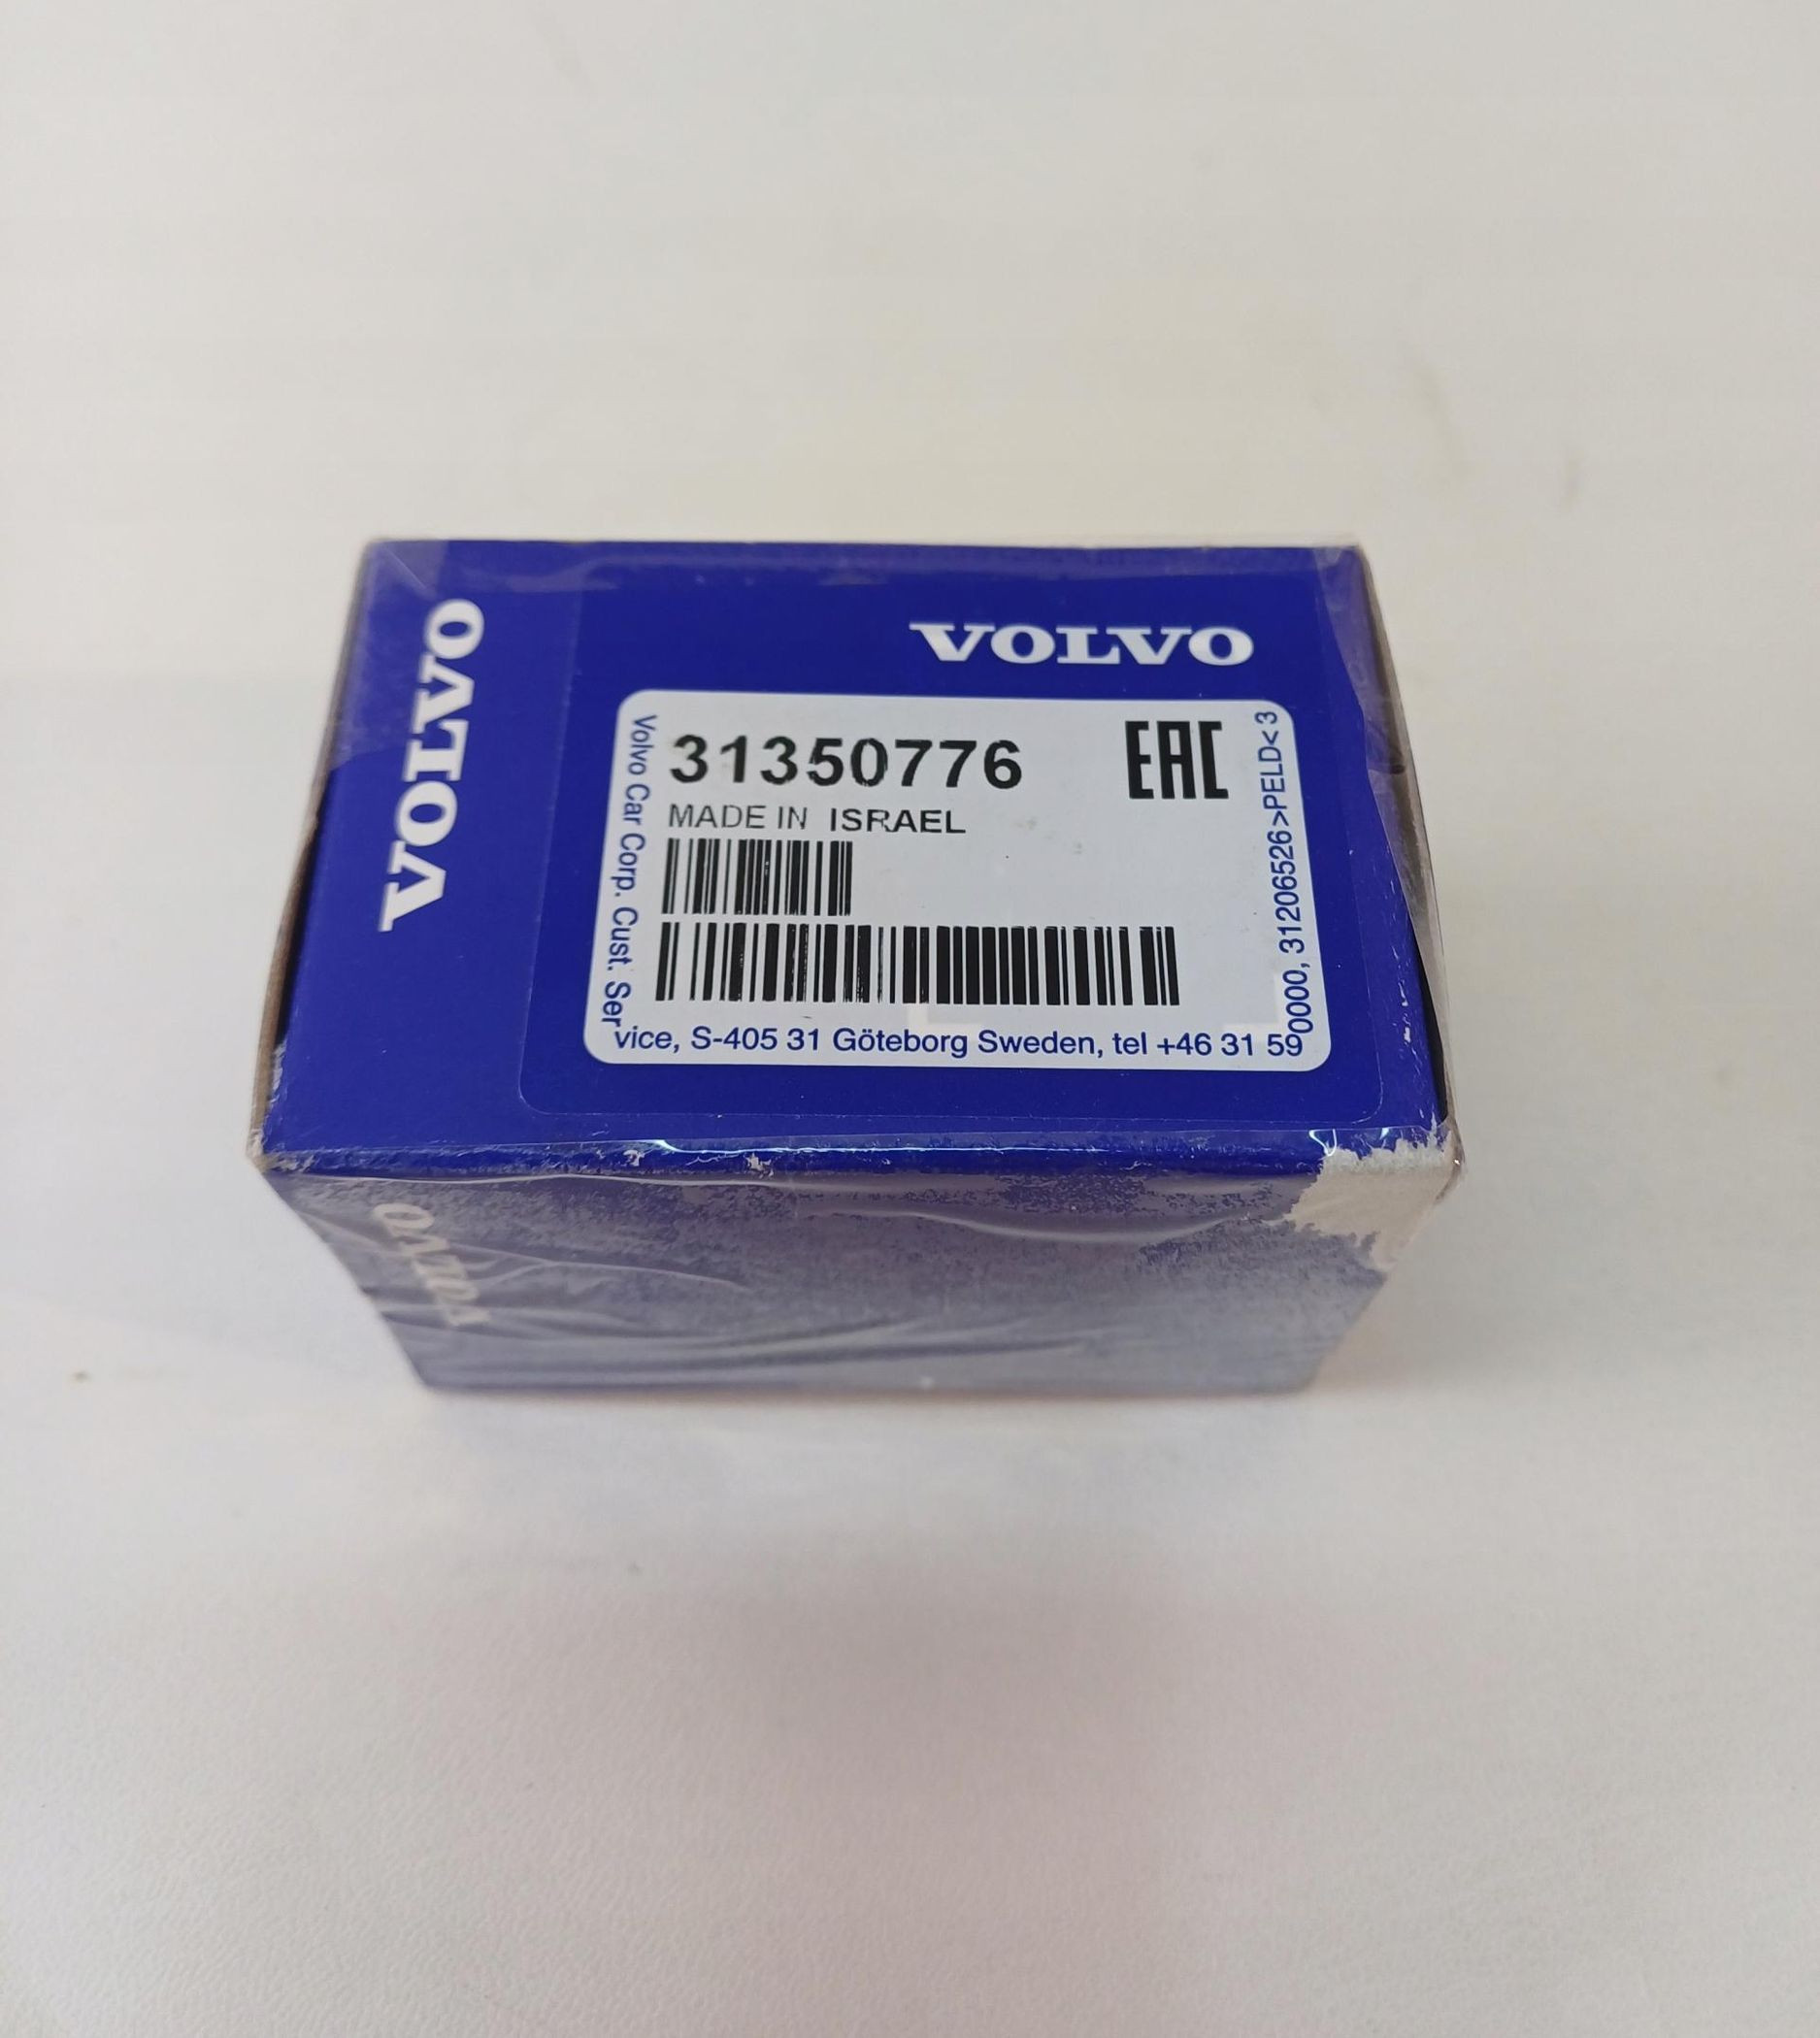 VOLVO
VOLVO
31350776
EAC
MADE IN ISRAEL
Volvo Car Corp. Cust. Service, S-405 31 Göteborg Sweden, tel +46 31 590000, 31206526>PELD<3
VOLVO